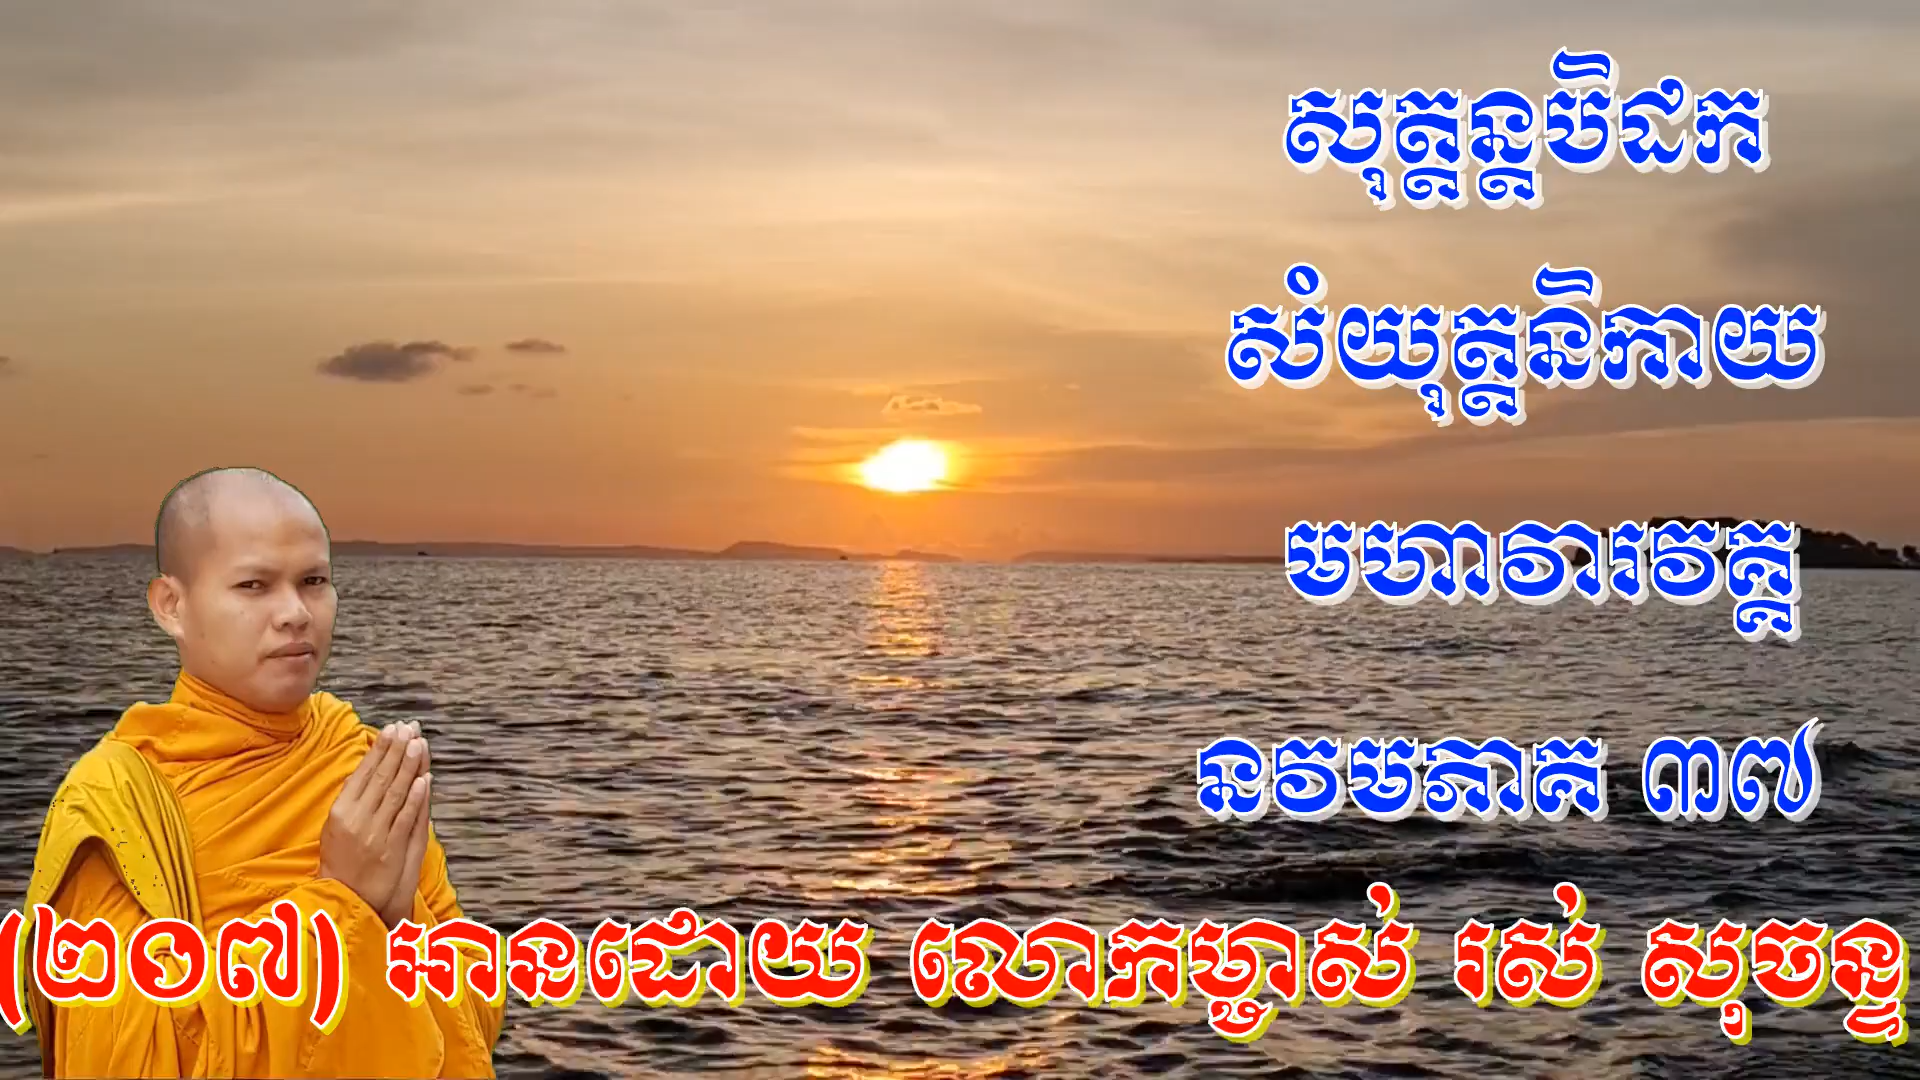 សុត្តន្តបិដក
សំយុត្តនិកាយ
មហាវារវគ្គ
នវមភាគ ៣៧
(២០៧) អានដោយ លោកម្ចាស់ រស់ សុចន្ទ